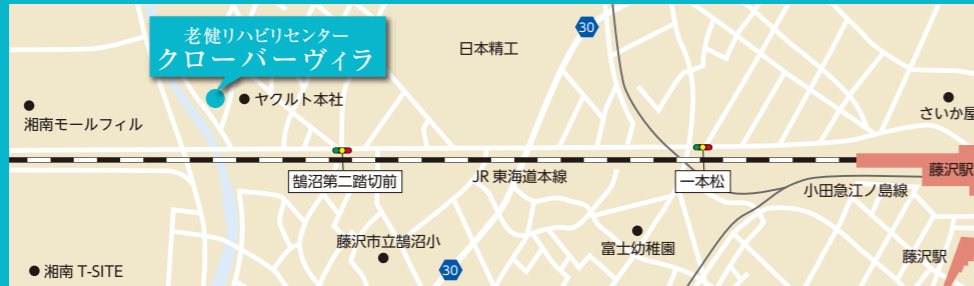 老健リハビリセンター
クローバーヴィラ
日本精工
30
ヤクルト本社
湘南モールフィル
さいか屋
鵠沼第二踏切前
JR 東海道本線
一本松
藤沢駅
小田急江ノ島線
藤沢市立鵠沼小
富士幼稚園
藤沢駅
湘南 T-SITE
30